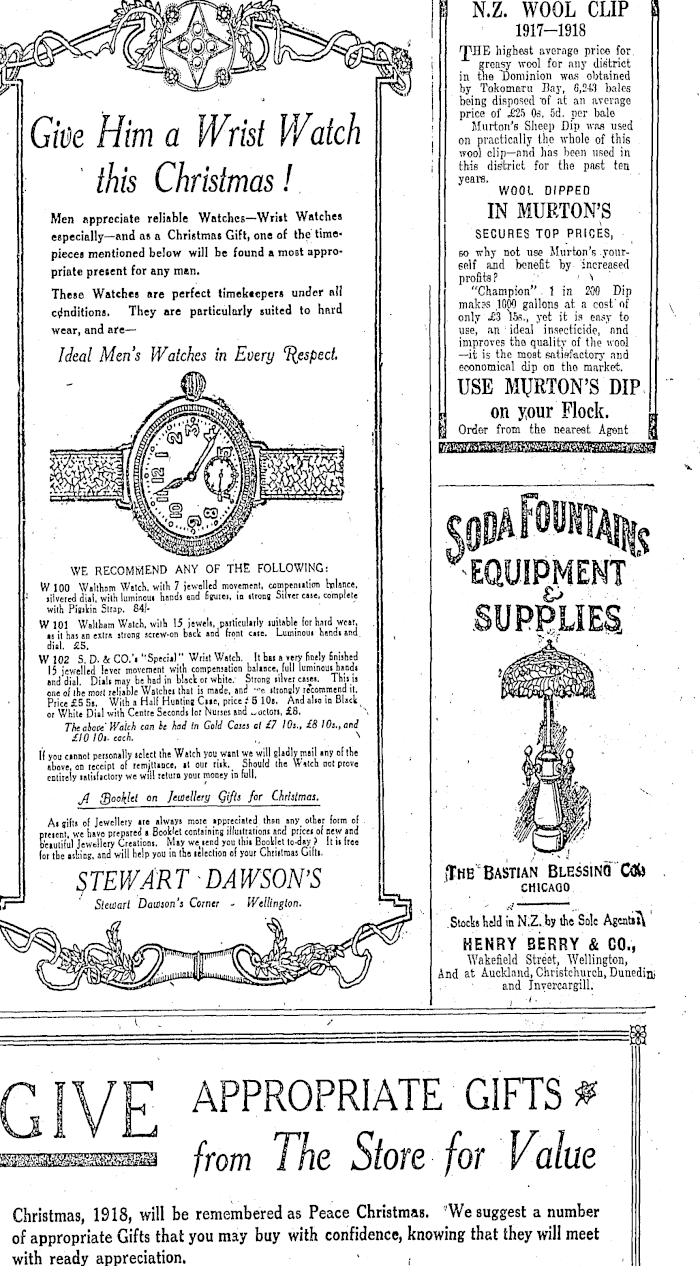 Give Him a Wrist Watch
this Christmas !
Men appreciate reliable Watches—Wrist Watches
especially—and as a Christmas Gift, one of the time-
pieces mentioned below will be found a most appro-
priate present for any man.
These Watches are perfect timekeepers under all
conditions. They are particularly suited to hard
wear, and are—
Ideal Men's Watches in Every Respect.
WE RECOMMEND ANY OF THE FOLLOWING:
W 100 Waltham Watch, with 7 jewelled movement, compensation balance,
silvered dial, with luminous hands and figures, in strong Silver case, complete
with Pigskin Strap. 84/-
W 101 Waltham Watch, with 15 jewels, particularly suitable for hard wear,
as it has an extra strong screw-on back and front case. Luminous hands and
dial. £5.
W 102 S. D. & CO.'s "Special" Wrist Watch. It has a very finely finished
15 jewelled lever movement with compensation balance, full luminous hands
and dial. Dials may be had in black or white. Strong silver cases. This is
one of the most reliable Watches that is made, and we strongly recommend it.
Price £5 5s. With a Half Hunting Case, price £5 10s. And also in Black
or White Dial with Centre Seconds for Nurses and Doctors, £8.
The above Watch can be had in Gold Cases at £7 10s., £8 10s., and
£10 10s. each.
If you cannot personally select the Watch you want we will gladly mail any of the
above, on receipt of remittance, at our risk. Should the Watch not prove
entirely satisfactory we will return your money in full.
A Booklet on Jewellery Gifts for Christmas.
As gifts of Jewellery are always more appreciated than any other form of
present, we have prepared a Booklet containing illustrations and prices of new and
beautiful Jewellery Creations. May we send you this Booklet to-day? It is free
for the asking, and will help you in the selection of your Christmas Gifts.
STEWART DAWSON'S
Stewart Dawson's Corner - Wellington.
N.Z. WOOL CLIP
1917—1918
THE highest average price for
greasy wool for any district
in the Dominion was obtained
by Tokomaru Bay, 6,243 bales
being disposed of at an average
price of £25 0s. 5d. per bale
Murton's Sheep Dip was used
on practically the whole of this
wool clip—and has been used in
this district for the past ten
years.
WOOL DIPPED
IN MURTON'S
SECURES TOP PRICES,
so why not use Murton's your-
self and benefit by increased
profits?
"Champion" 1 in 200 Dip
makes 1000 gallons at a cost of
only £3 15s., yet it is easy to
use, an ideal insecticide, and
improves the quality of the wool
—it is the most satisfactory and
economical dip on the market.
USE MURTON'S DIP
on your Flock.
Order from the nearest Agent
SODA FOUNTAINS
EQUIPMENT
&
SUPPLIES
THE BASTIAN BLESSING Co.
CHICAGO
Stocks held in N.Z. by the Sole Agents:
HENRY BERRY & CO.,
Wakefield Street, Wellington,
And at Auckland, Christchurch, Dunedin,
and Invercargill.
GIVE APPROPRIATE GIFTS
from The Store for Value
Christmas, 1918, will be remembered as Peace Christmas. We suggest a number
of appropriate Gifts that you may buy with confidence, knowing that they will meet
with ready appreciation.